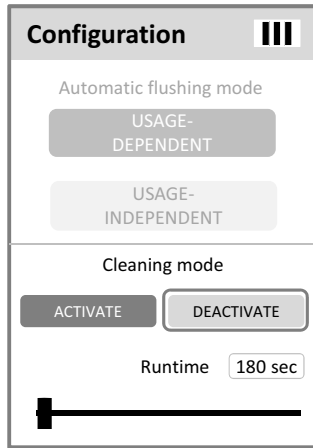 Configuration
Automatic flushing mode
USAGE-
DEPENDENT
USAGE-
INDEPENDENT
Cleaning mode
ACTIVATE DEACTIVATE
Runtime 180 sec